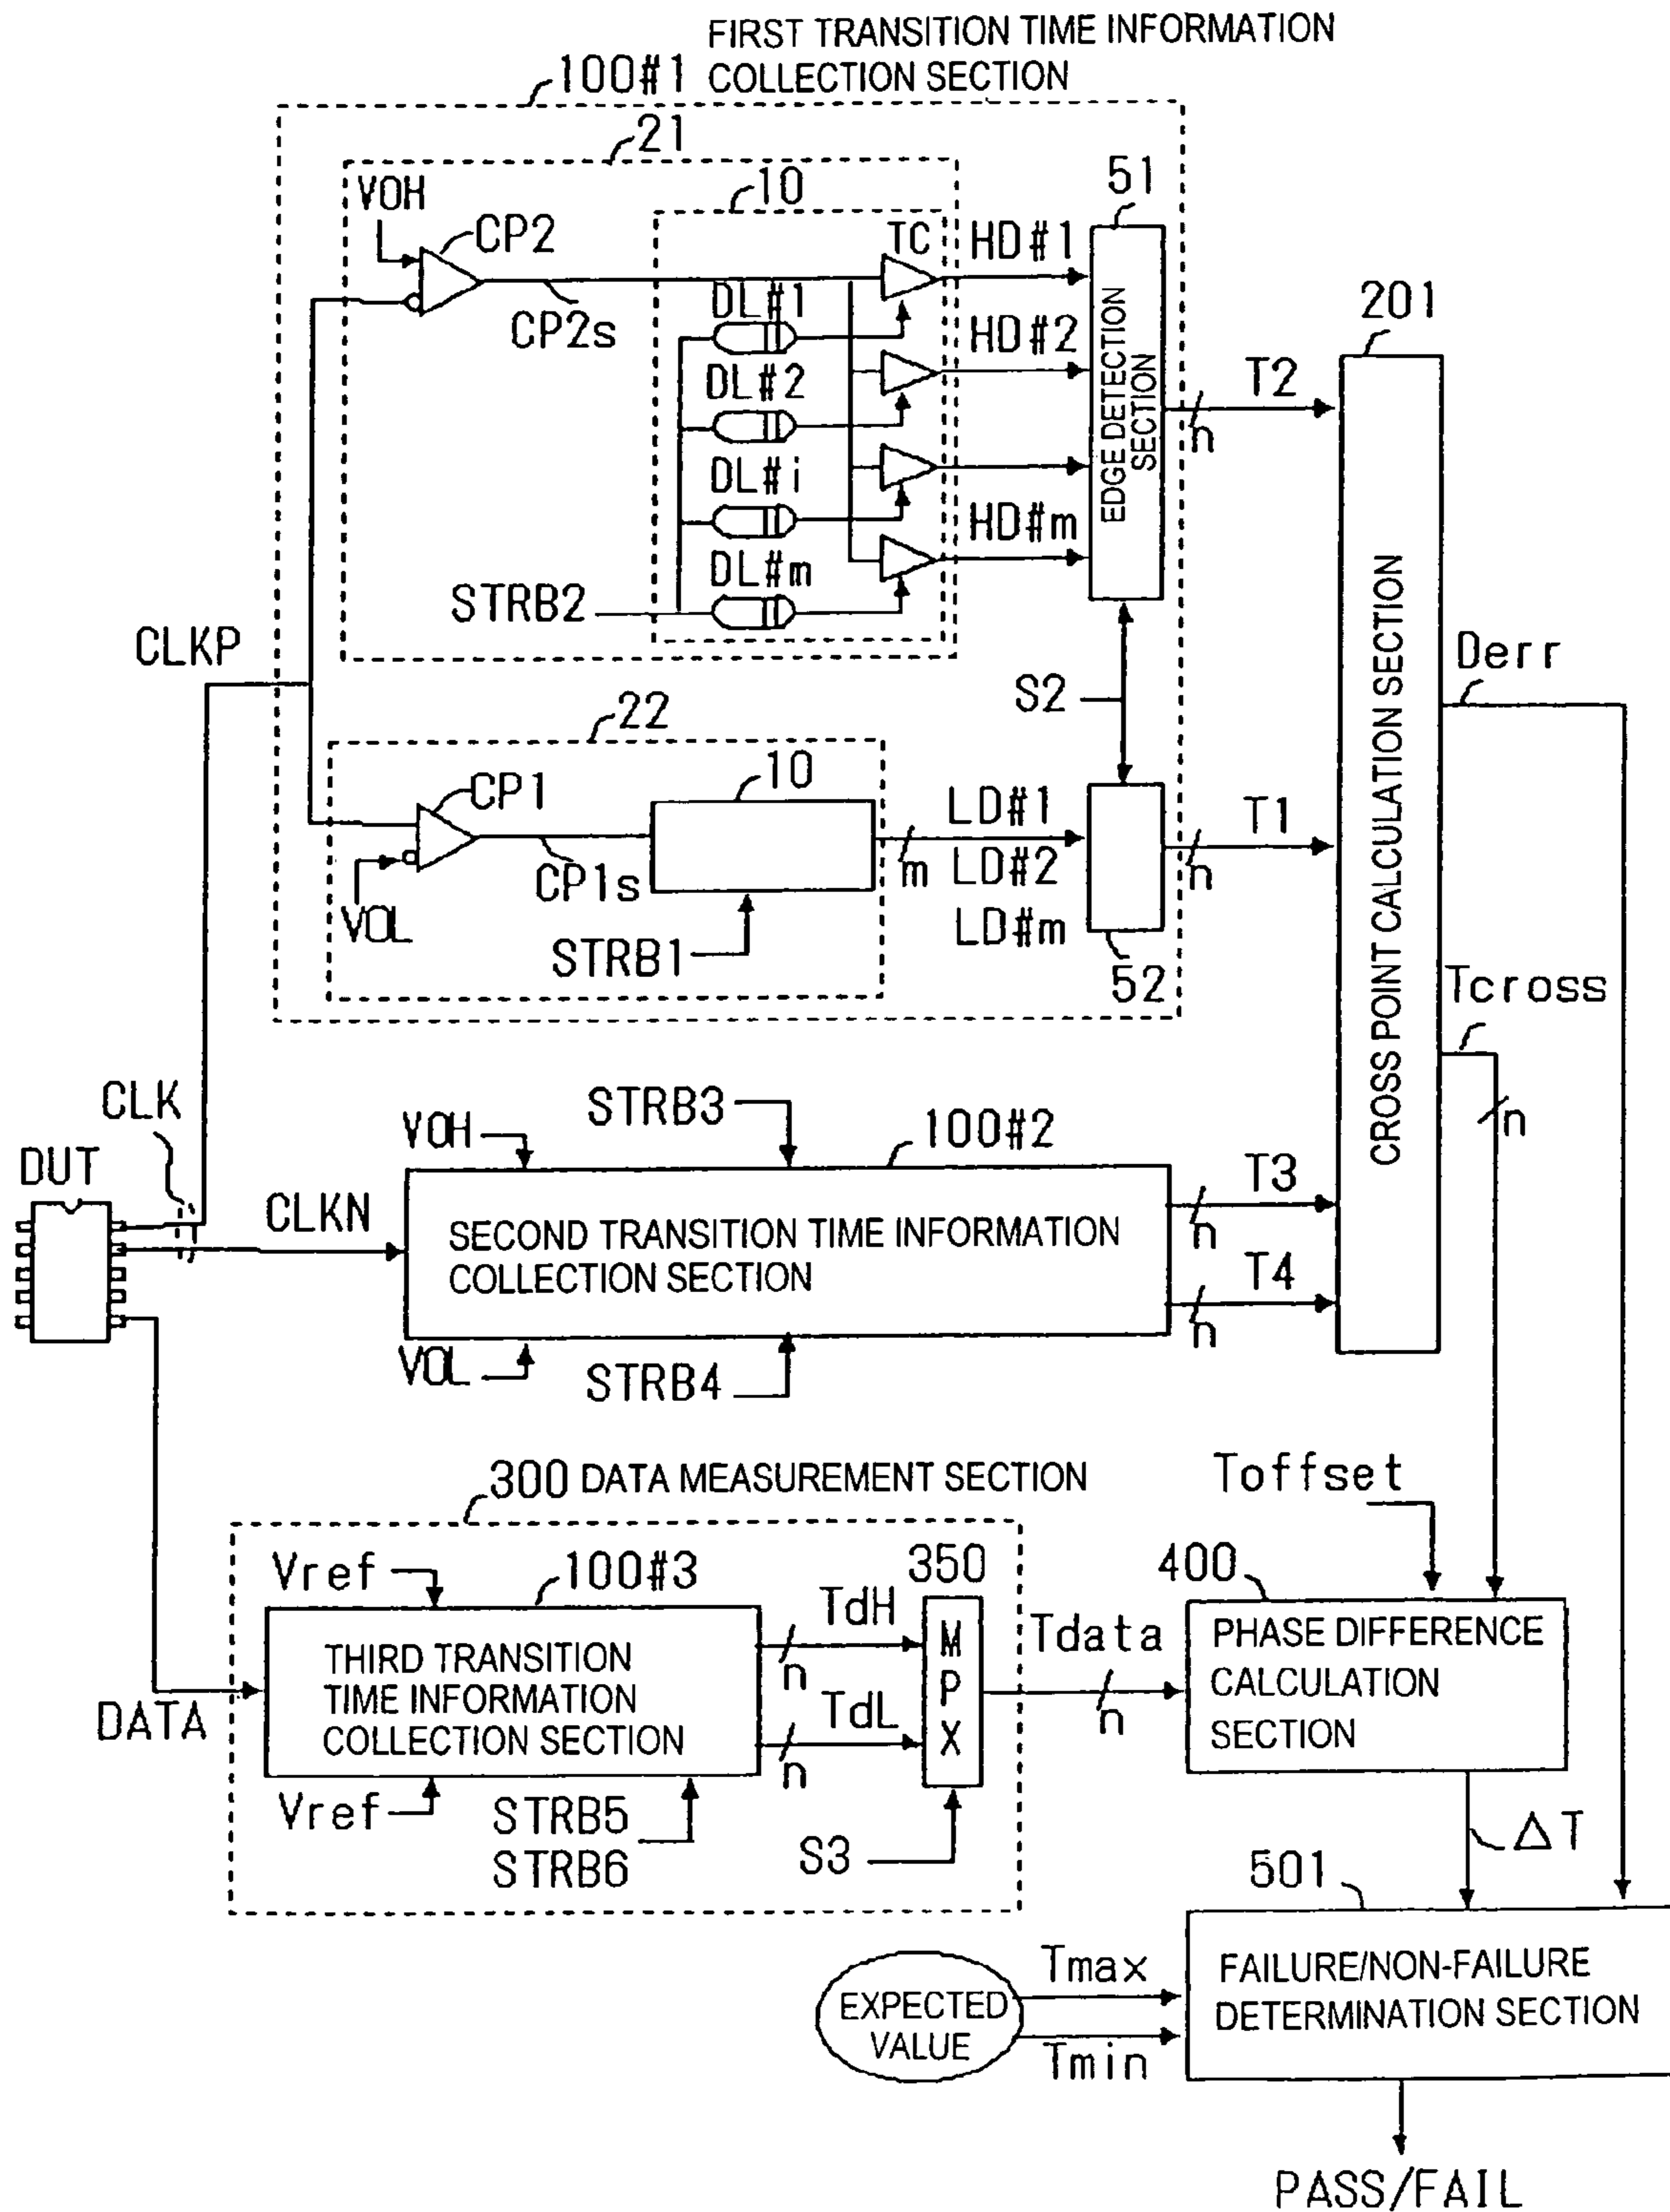 FIRST TRANSITION TIME INFORMATION
COLLECTION SECTION
100#1
21
VOH
CP2
10
TC
HD#1
51
CP2s
DL#1
HD#2
EDGE DETECTION
SECTION
201
DL#2
T2
n
DL#i
HD#m
DL#m
STRB2
CLKP
CROSS POINT CALCULATION SECTION
Derr
S2
22
CP1
10
LD#1
T1
CP1s
m
LD#2
n
VOL
STRB1
LD#m
52
Tcross
CLK
STRB3
VOH
100#2
n
DUT
CLKN
T3
SECOND TRANSITION TIME INFORMATION
COLLECTION SECTION
n
T4
n
VOL
STRB4
300 DATA MEASUREMENT SECTION
Toffset
Vref
100#3
350
400
TdH
MPX
Tdata
PHASE DIFFERENCE
CALCULATION
SECTION
THIRD TRANSITION
TIME INFORMATION
COLLECTION SECTION
n
TdL
n
DATA
n
Vref
STRB5
STRB6
S3
ΔT
501
Tmax
FAILURE/NON-FAILURE
DETERMINATION SECTION
EXPECTED
VALUE
Tmin
PASS/FAIL